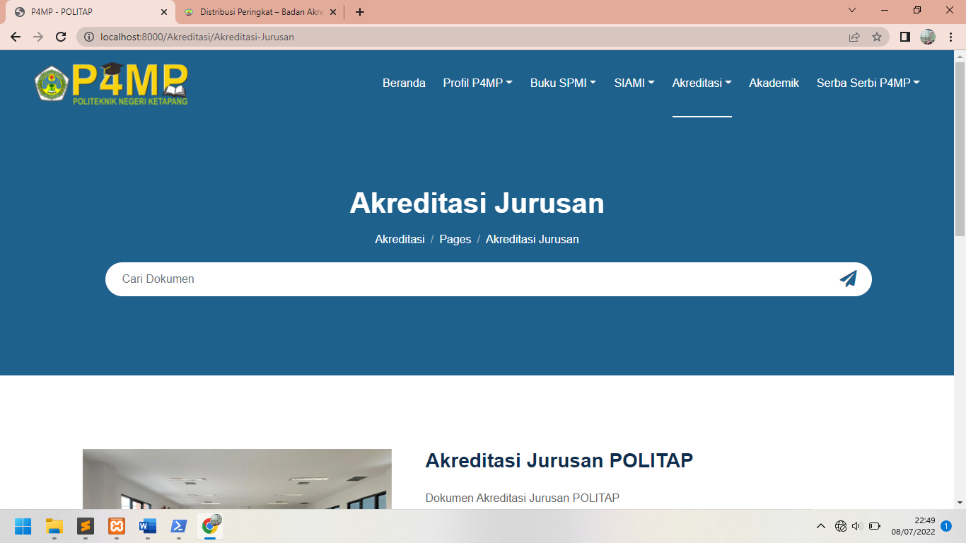 P4MP - POLITAP
Distribusi Peringkat – Badan Akre
localhost:8000/Akreditasi/Akreditasi-Jurusan
P4MP
POLITEKNIK NEGERI KETAPANG
Beranda
Profil P4MP
Buku SPMI
SIAMI
Akreditasi
Akademik
Serba Serbi P4MP
Akreditasi Jurusan
Akreditasi / Pages / Akreditasi Jurusan
Cari Dokumen
Akreditasi Jurusan POLITAP
Dokumen Akreditasi Jurusan POLITAP
22:49
08/07/2022
1